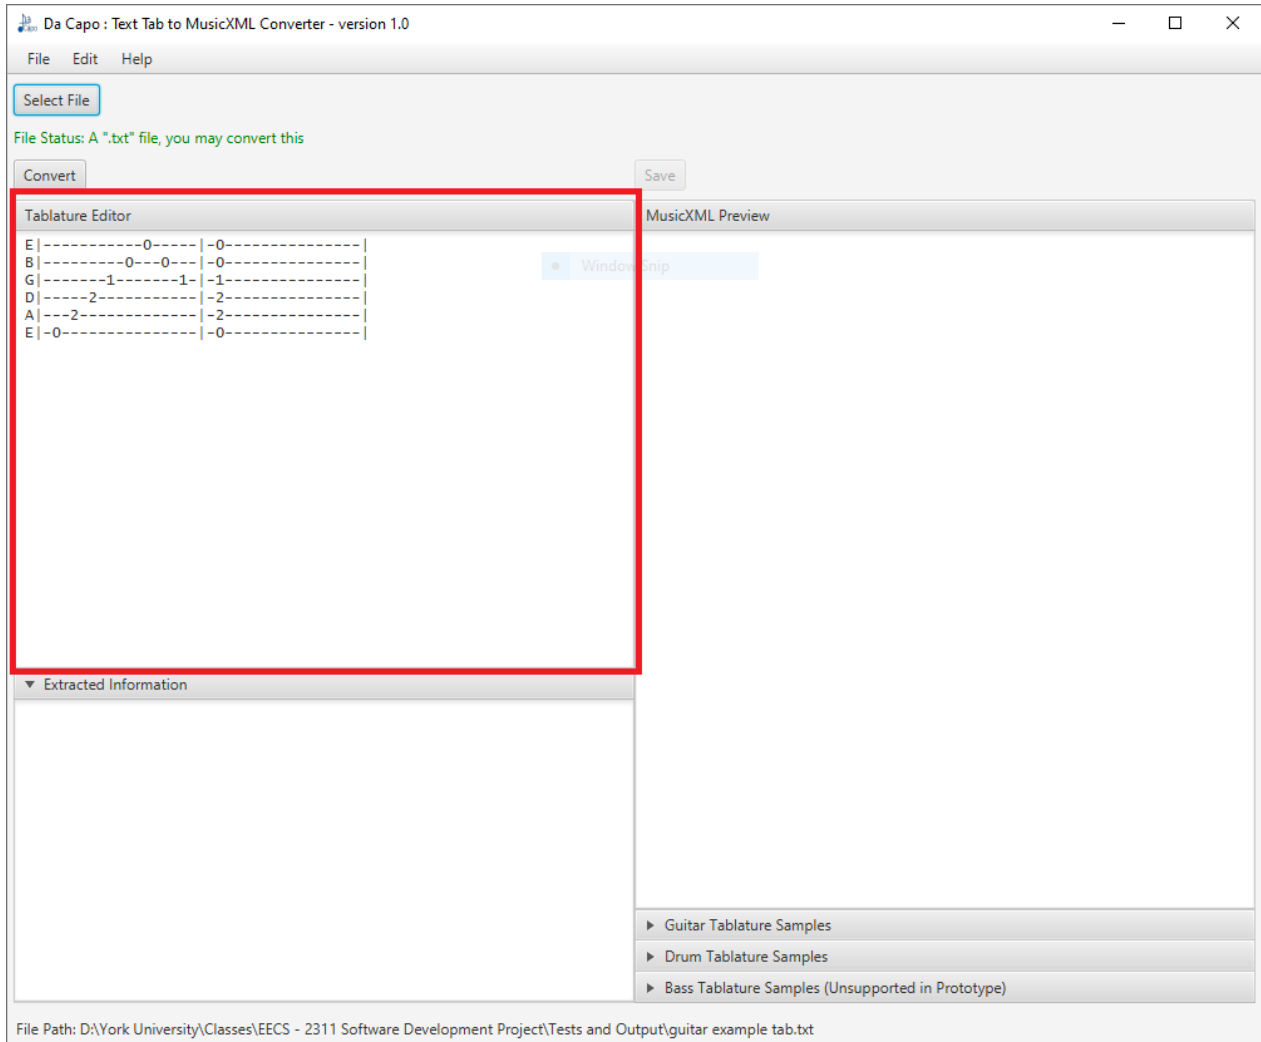 Da Capo : Text Tab to MusicXML Converter - version 1.0
File Edit Help
Select File
File Status: A ".txt" file, you may convert this
Convert Save
Tablature Editor
E|-----------0-----|-0---------------|
B|---------0---0---|-0---------------|
G|-------1-------1-|-1---------------|
D|-----2-----------|-2---------------|
A|---2-------------|-2---------------|
E|-0---------------|-0---------------|
MusicXML Preview
Window Snip
Extracted Information
Guitar Tablature Samples
Drum Tablature Samples
Bass Tablature Samples (Unsupported in Prototype)
File Path: D:\York University\Classes\EECS - 2311 Software Development Project\Tests and Output\guitar example tab.txt